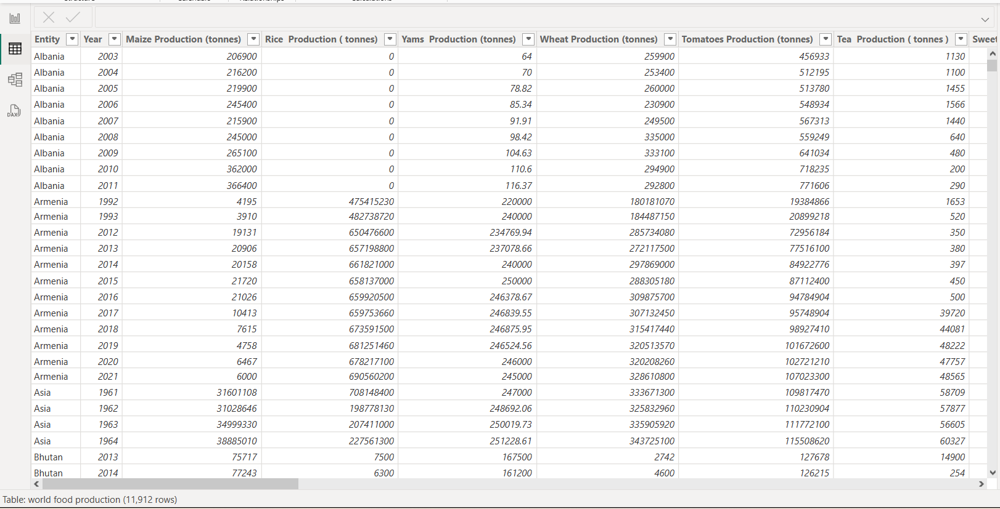 DAX
Entity Year Maize Production (tonnes) Rice Production ( tonnes) Yams Production (tonnes) Wheat Production (tonnes) Tomatoes Production (tonnes) Tea Production ( tonnes ) Sweet
Albania 2003 206900 0 64 259900 456933 1130
Albania 2004 216200 0 70 253400 512195 1100
Albania 2005 219900 0 78.82 260000 513780 1455
Albania 2006 245400 0 85.34 230900 548934 1566
Albania 2007 215900 0 91.91 249500 567313 1440
Albania 2008 245000 0 98.42 335000 559249 640
Albania 2009 265100 0 104.63 333100 641034 480
Albania 2010 362000 0 110.6 294900 718235 200
Albania 2011 366400 0 116.37 292800 771606 290
Armenia 1992 4195 475415230 220000 180181070 19384866 1653
Armenia 1993 3910 482738720 240000 184487150 20899218 520
Armenia 2012 19131 650476600 234769.94 285734080 72956184 350
Armenia 2013 20906 657198800 237078.66 272117500 77516100 380
Armenia 2014 20158 661821000 240000 297869000 84922776 397
Armenia 2015 21720 658137000 250000 288305180 87112400 450
Armenia 2016 21026 659920500 246378.67 309875700 94784904 500
Armenia 2017 10413 659753660 246839.55 307132450 95748904 39720
Armenia 2018 7615 673591500 246875.95 315417440 98927410 44081
Armenia 2019 4758 681251460 246524.56 320513570 101672600 48222
Armenia 2020 6467 678217100 246000 320208260 102721210 47757
Armenia 2021 6000 690560200 245000 328610800 107023300 48565
Asia 1961 31601108 708148400 247000 333671300 109817470 58709
Asia 1962 31028646 198778130 248692.06 325832960 110230904 57877
Asia 1963 34999330 207411000 250019.73 335905920 111772100 56605
Asia 1964 38885010 227561300 251228.61 343725100 115508620 60327
Bhutan 2013 75717 7500 167500 2742 127678 14900
Bhutan 2014 77243 6300 161200 4600 126215 254
Table: world food production (11,912 rows)